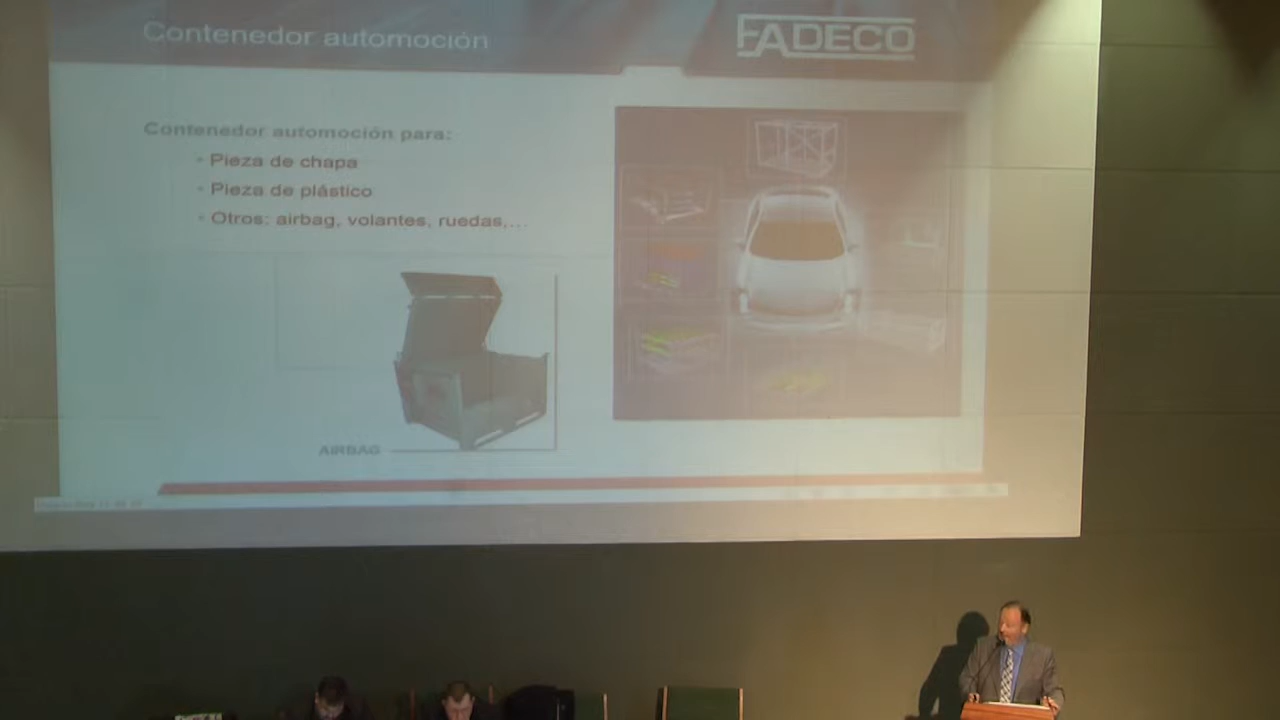 Contenedor automoción
FADECO
Contenedor automoción para:
• Pieza de chapa
• Pieza de plástico
• Otros: airbag, volantes, ruedas,...
AIRBAG